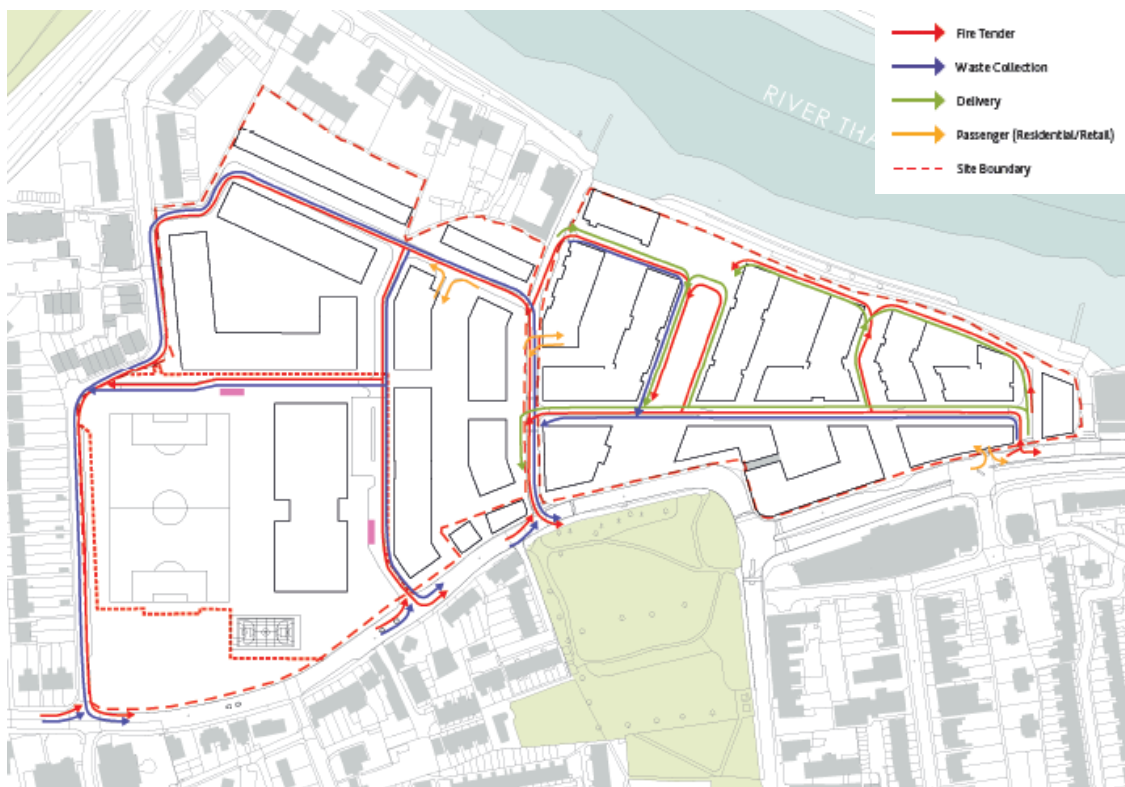 Fire Tender
Waste Collection
Delivery
Passenger (Residential/Retail)
Site Boundary
RIVER THA